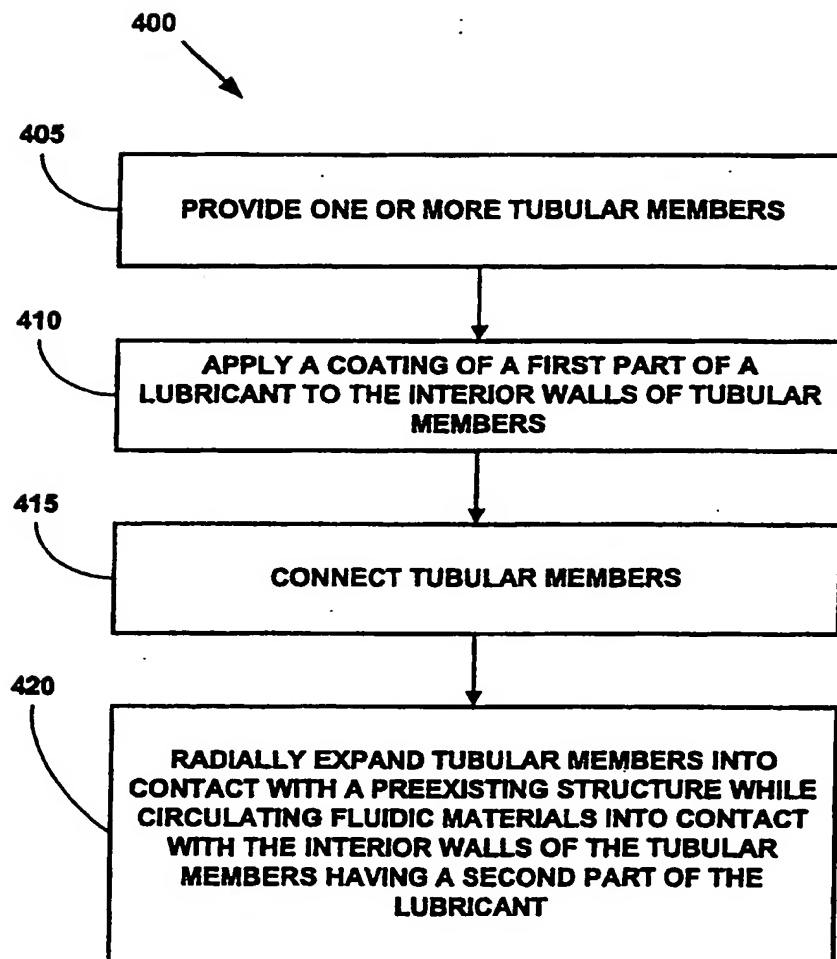 400
405
PROVIDE ONE OR MORE TUBULAR MEMBERS
410
APPLY A COATING OF A FIRST PART OF A
LUBRICANT TO THE INTERIOR WALLS OF TUBULAR
MEMBERS
415
CONNECT TUBULAR MEMBERS
420
RADIALLY EXPAND TUBULAR MEMBERS INTO
CONTACT WITH A PREEXISTING STRUCTURE WHILE
CIRCULATING FLUIDIC MATERIALS INTO CONTACT
WITH THE INTERIOR WALLS OF THE TUBULAR
MEMBERS HAVING A SECOND PART OF THE
LUBRICANT